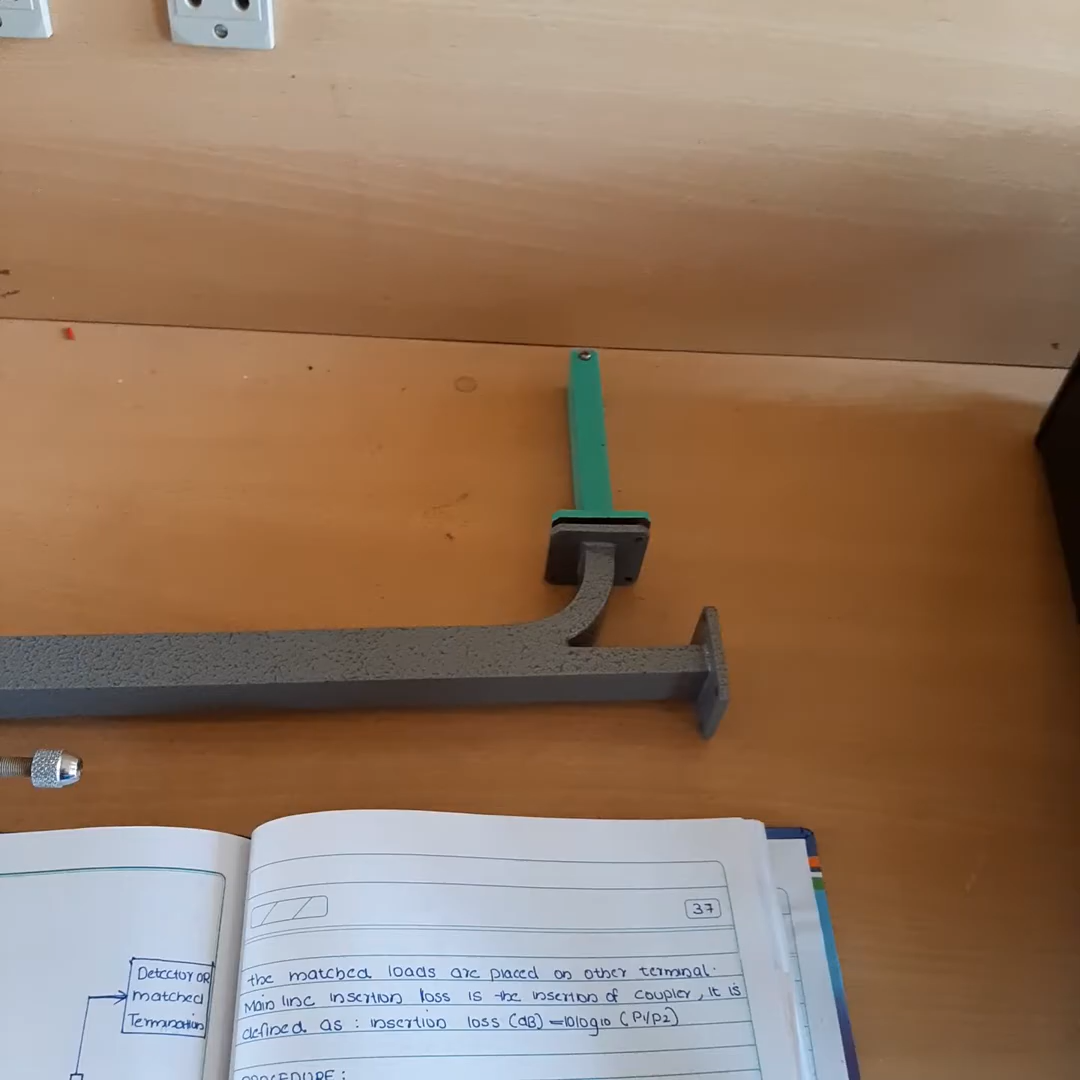 Detector OR
matched
Termination
37
the matched loads are placed on other terminal.
Main line insertion loss is the insertion of coupler, it is
defined as : insertion loss (dB) = 10log10 (P1/P2)
PROCEDURE :